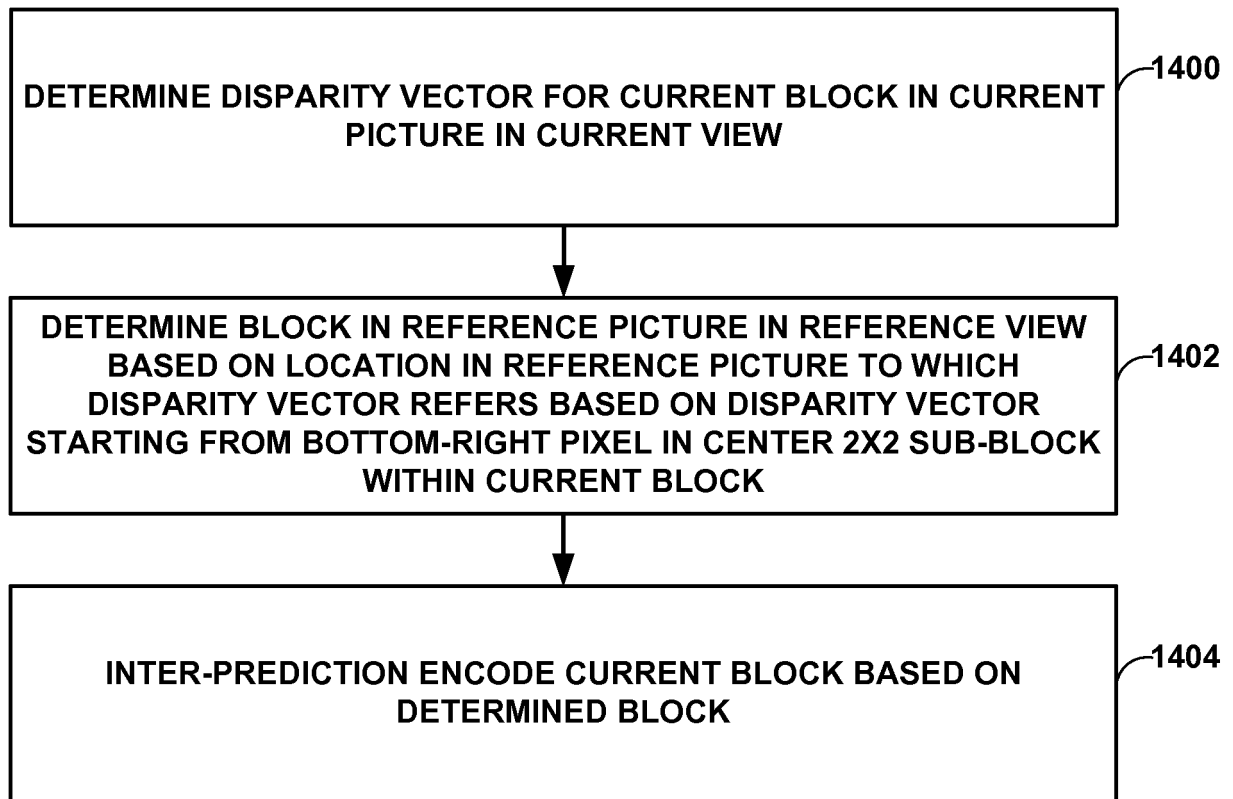 DETERMINE DISPARITY VECTOR FOR CURRENT BLOCK IN CURRENT
PICTURE IN CURRENT VIEW
1400
DETERMINE BLOCK IN REFERENCE PICTURE IN REFERENCE VIEW
BASED ON LOCATION IN REFERENCE PICTURE TO WHICH
DISPARITY VECTOR REFERS BASED ON DISPARITY VECTOR
STARTING FROM BOTTOM-RIGHT PIXEL IN CENTER 2X2 SUB-BLOCK
WITHIN CURRENT BLOCK
1402
INTER-PREDICTION ENCODE CURRENT BLOCK BASED ON
DETERMINED BLOCK
1404